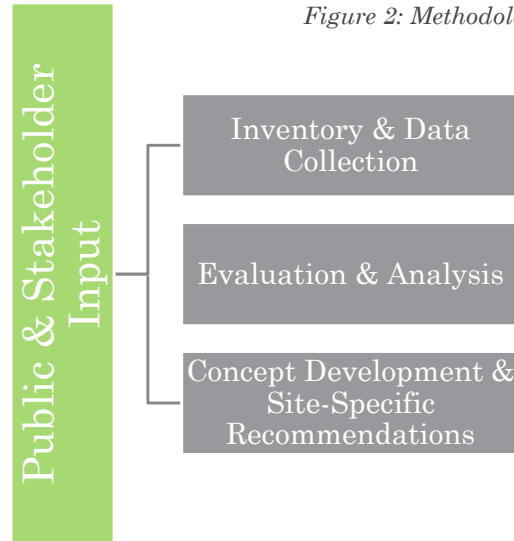 Figure 2: Methodol
Public & Stakeholder
Input
Inventory & Data
Collection
Evaluation & Analysis
Concept Development &
Site-Specific
Recommendations